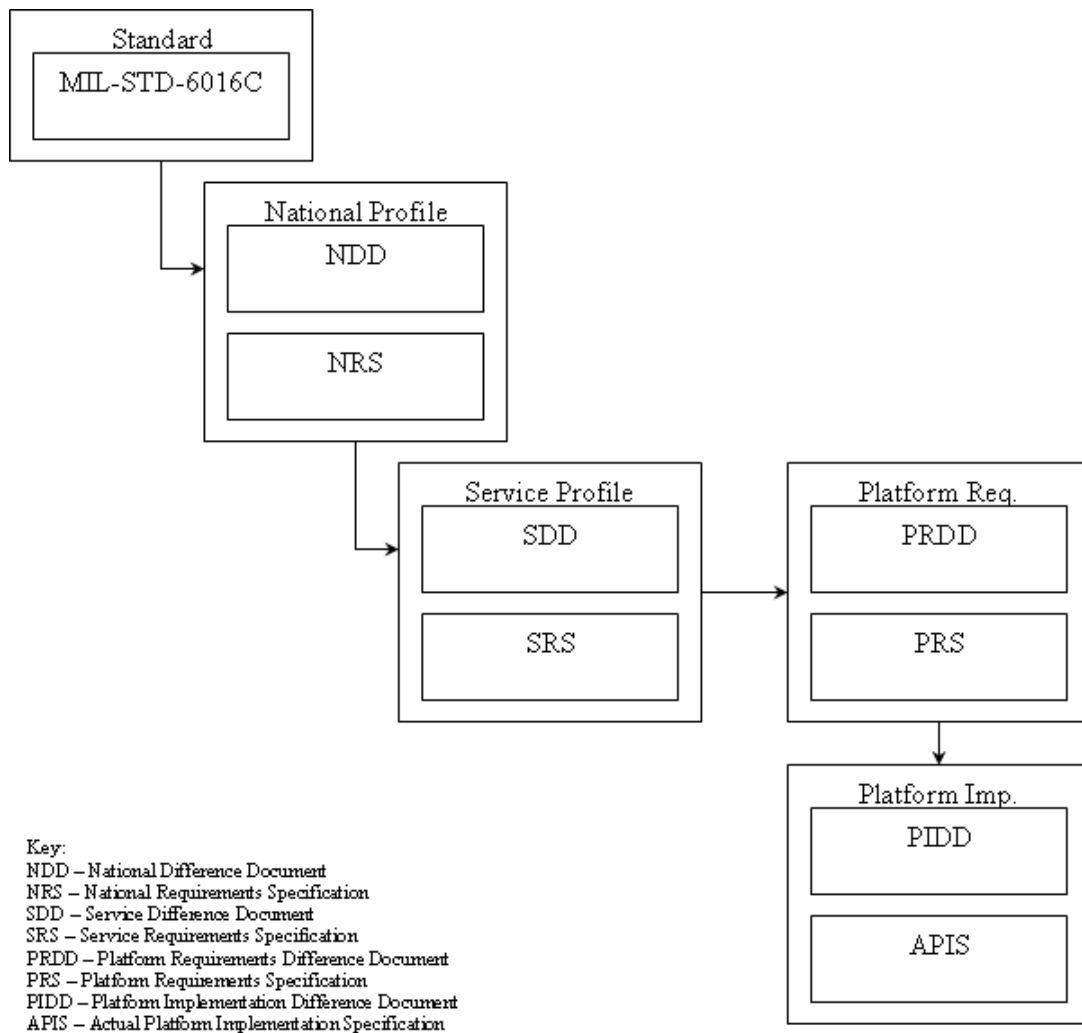 Standard
MIL-STD-6016C
National Profile
NDD
NRS
Service Profile
SDD
SRS
Platform Req.
PRDD
PRS
Platform Imp.
PIDD
APIS
Key:
NDD – National Difference Document
NRS – National Requirements Specification
SDD – Service Difference Document
SRS – Service Requirements Specification
PRDD – Platform Requirements Difference Document
PRS – Platform Requirements Specification
PIDD – Platform Implementation Difference Document
APIS – Actual Platform Implementation Specification